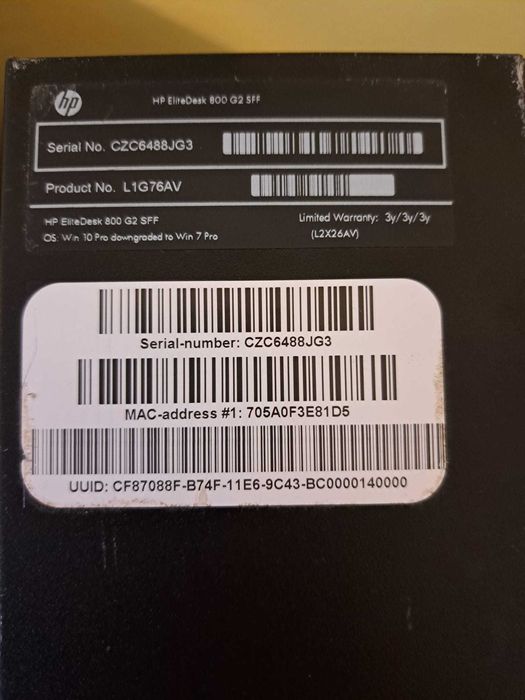 hp
HP EliteDesk 800 G2 SFF
Serial No. CZC6488JG3
Product No. L1G76AV
HP EliteDesk 800 G2 SFF
Limited Warranty: 3y/3y/3y
OS: Win 10 Pro downgraded to Win 7 Pro
(L2X26AV)
Serial-number: CZC6488JG3
MAC-address #1: 705A0F3E81D5
UUID: CF87088F-B74F-11E6-9C43-BC0000140000